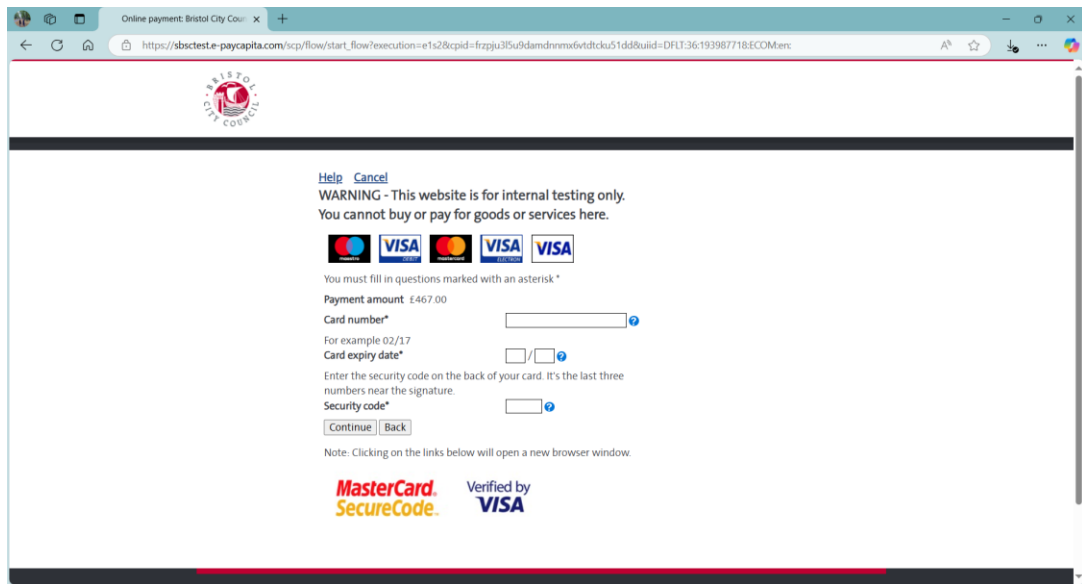 Online payment: Bristol City Coun
https://sbsctest.e-paycapita.com/scp/flow/start_flow?execution=e1s2&cpid=frzpju3l5u9damdnnmx6vtdtcku51dd&uiid=DFLT:36:193987718:ECOM:en:
BRISTOL
CITY COUNCIL
Help Cancel
WARNING - This website is for internal testing only.
You cannot buy or pay for goods or services here.
maestro VISA DEBIT mastercard VISA ELECTRON VISA
You must fill in questions marked with an asterisk *
Payment amount £467.00
Card number*
For example 02/17
Card expiry date* /
Enter the security code on the back of your card. It's the last three
numbers near the signature.
Security code*
Continue Back
Note: Clicking on the links below will open a new browser window.
MasterCard. Verified by
SecureCode. VISA